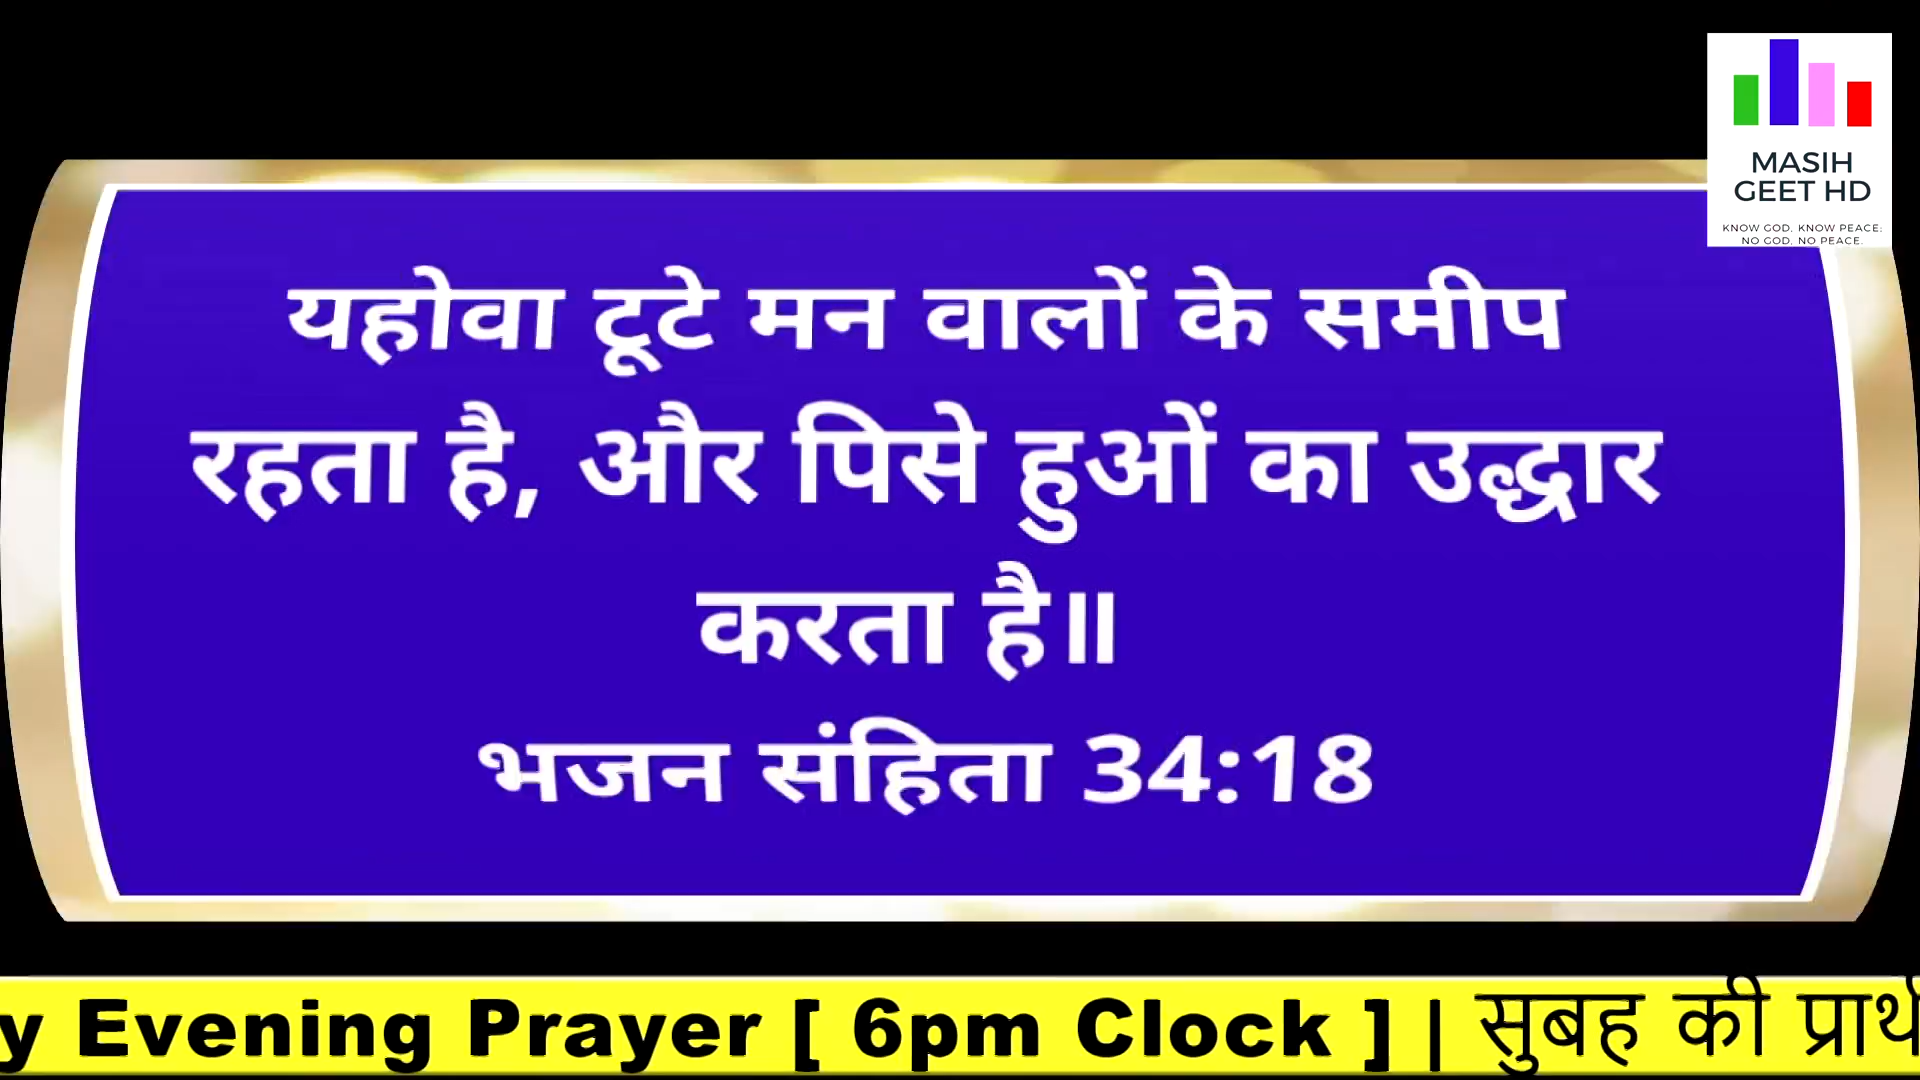 MASIH
GEET HD
KNOW GOD, KNOW PEACE;
NO GOD, NO PEACE.
यहोवा टूटे मन वालों के समीप
रहता है, और पिसे हुओं का उद्धार
करता है॥
भजन संहिता 34:18
y Evening Prayer [ 6pm Clock ] | सुबह की